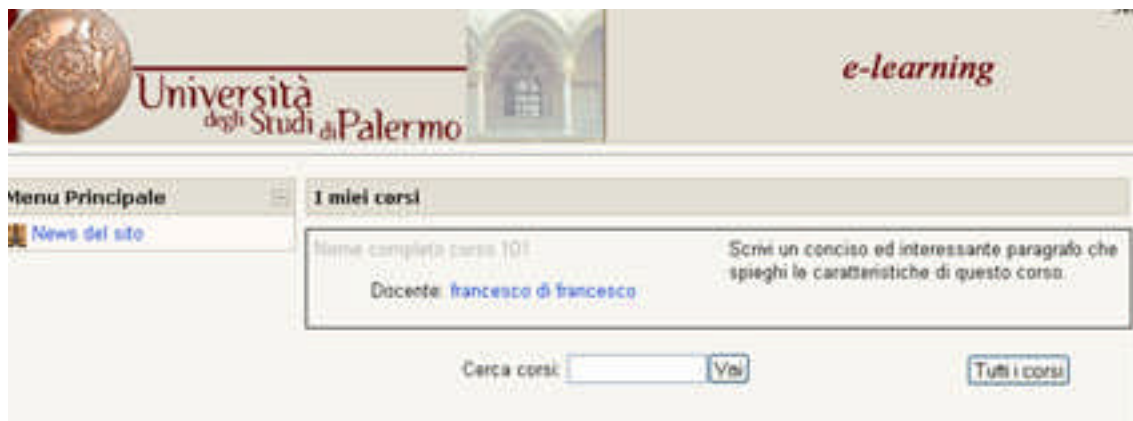 Università
degli Studi di Palermo
e-learning
Menu Principale
I miei corsi
News del sito
Nome completo corso 101
Scrivi un conciso ed interessante paragrafo che
spieghi le caratteristiche di questo corso.
Docente: francesco di francesco
Cerca corsi:
Vai
Tutti i corsi